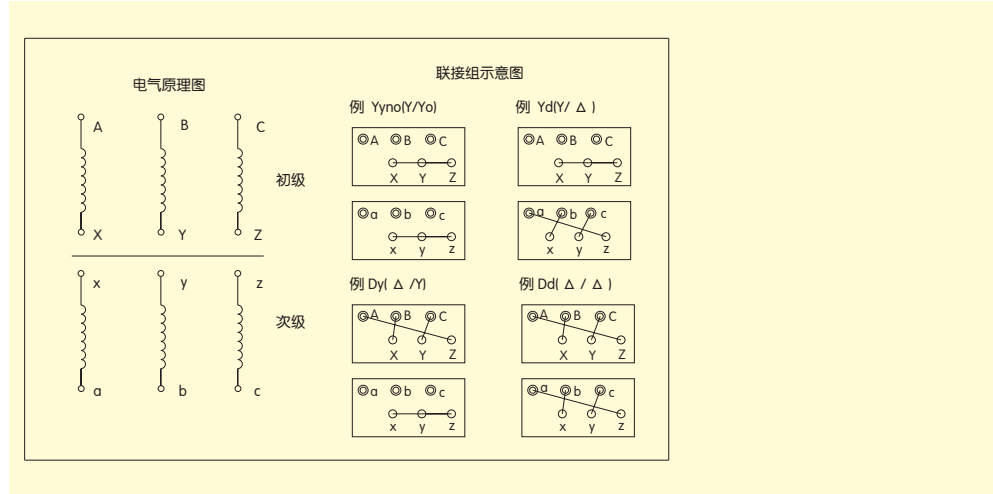 电气原理图
A B C
初级
X Y Z
x y z
次级
a b c
联接组示意图
例 Yyno(Y/Yo)
A B C
X Y Z
a b c
x y z
例 Yd(Y/ Δ )
A B C
X Y Z
a b c
x y z
例 Dy( Δ /Y)
A B C
X Y Z
a b c
x y z
例 Dd( Δ / Δ )
A B C
X Y Z
a b c
x y z